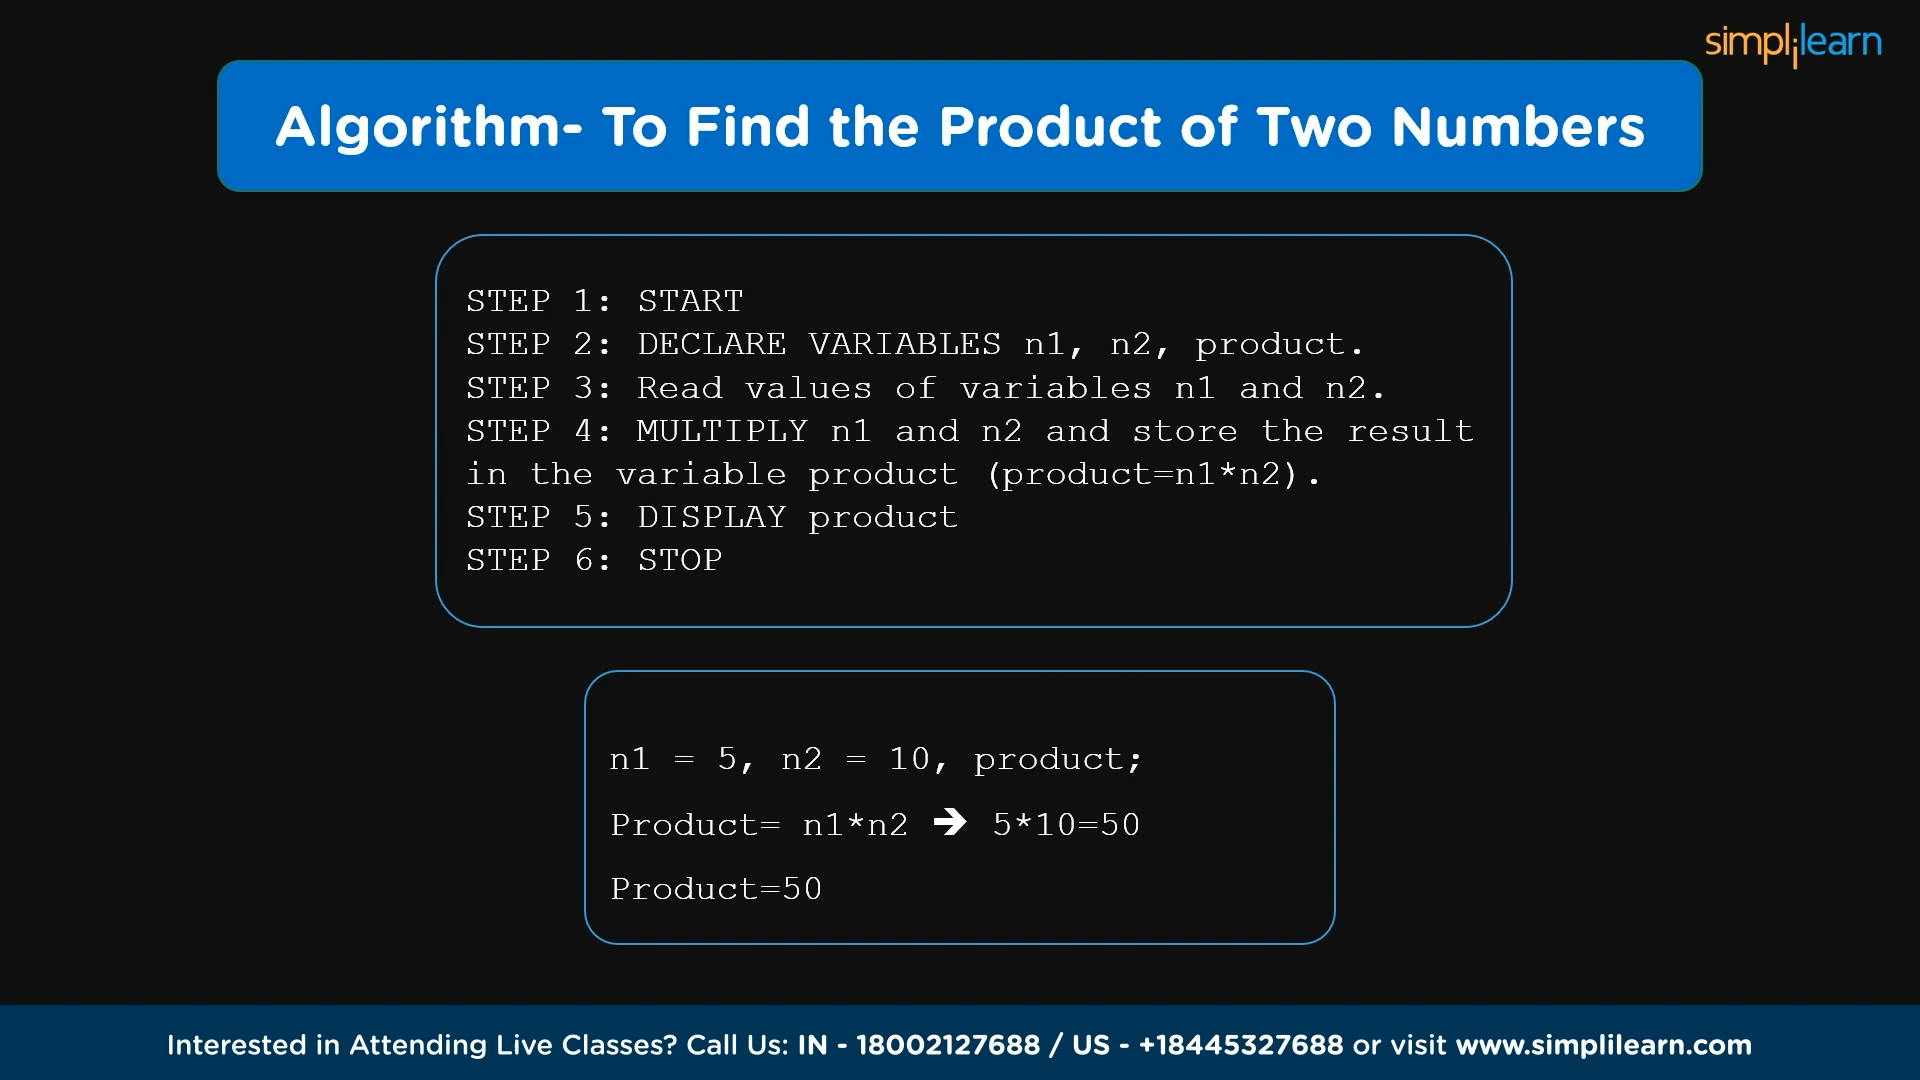 simplilearn
Algorithm- To Find the Product of Two Numbers
STEP 1: START
STEP 2: DECLARE VARIABLES n1, n2, product.
STEP 3: Read values of variables n1 and n2.
STEP 4: MULTIPLY n1 and n2 and store the result
in the variable product (product=n1*n2).
STEP 5: DISPLAY product
STEP 6: STOP
n1 = 5, n2 = 10, product;
Product= n1*n2 🡲 5*10=50
Product=50
Interested in Attending Live Classes? Call Us: IN - 18002127688 / US - +18445327688 or visit www.simplilearn.com